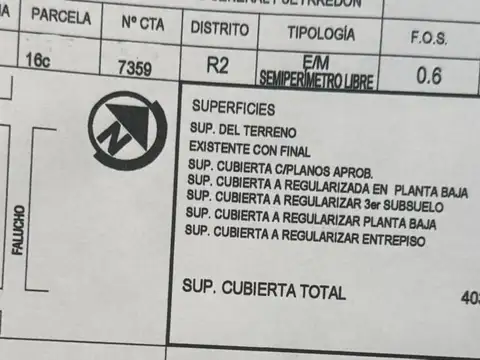 PARCELA Nº CTA DISTRITO TIPOLOGÍA F.O.S.
16c 7359 R2 E/M 0.6
SEMIPERÍMETRO LIBRE
N
FALUCHO
SUPERFICIES
SUP. DEL TERRENO
EXISTENTE CON FINAL
SUP. CUBIERTA C/PLANOS APROB.
SUP. CUBIERTA A REGULARIZADA EN PLANTA BAJA
SUP. CUBIERTA A REGULARIZAR 3er SUBSUELO
SUP. CUBIERTA A REGULARIZAR PLANTA BAJA
SUP. CUBIERTA A REGULARIZAR ENTREPISO
SUP. CUBIERTA TOTAL 403